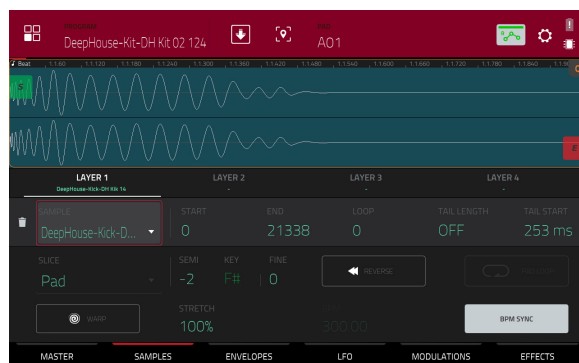 PROGRAM PAD
DeepHouse-Kit-DH Kit 02 124 A01
Beat 1.1.60 1.1.120 1.1.180 1.1.240 1.1.300 1.1.360 1.1.420 1.1.480 1.1.540 1.1.600 1.1.660 1.1.720 1.1.780 1.1.840
S
E
LAYER 1 LAYER 2 LAYER 3 LAYER 4
DeepHouse-Kick-DH Kik 14 - - -
SAMPLE START END LOOP TAIL LENGTH TAIL START
DeepHouse-Kick-D... 0 21338 0 OFF 253 ms
SLICE SEMI KEY FINE
Pad -2 F# 0 REVERSE
WARP STRETCH BPM SYNC
100% 300.00
MASTER SAMPLES ENVELOPES LFO MODULATIONS EFFECTS